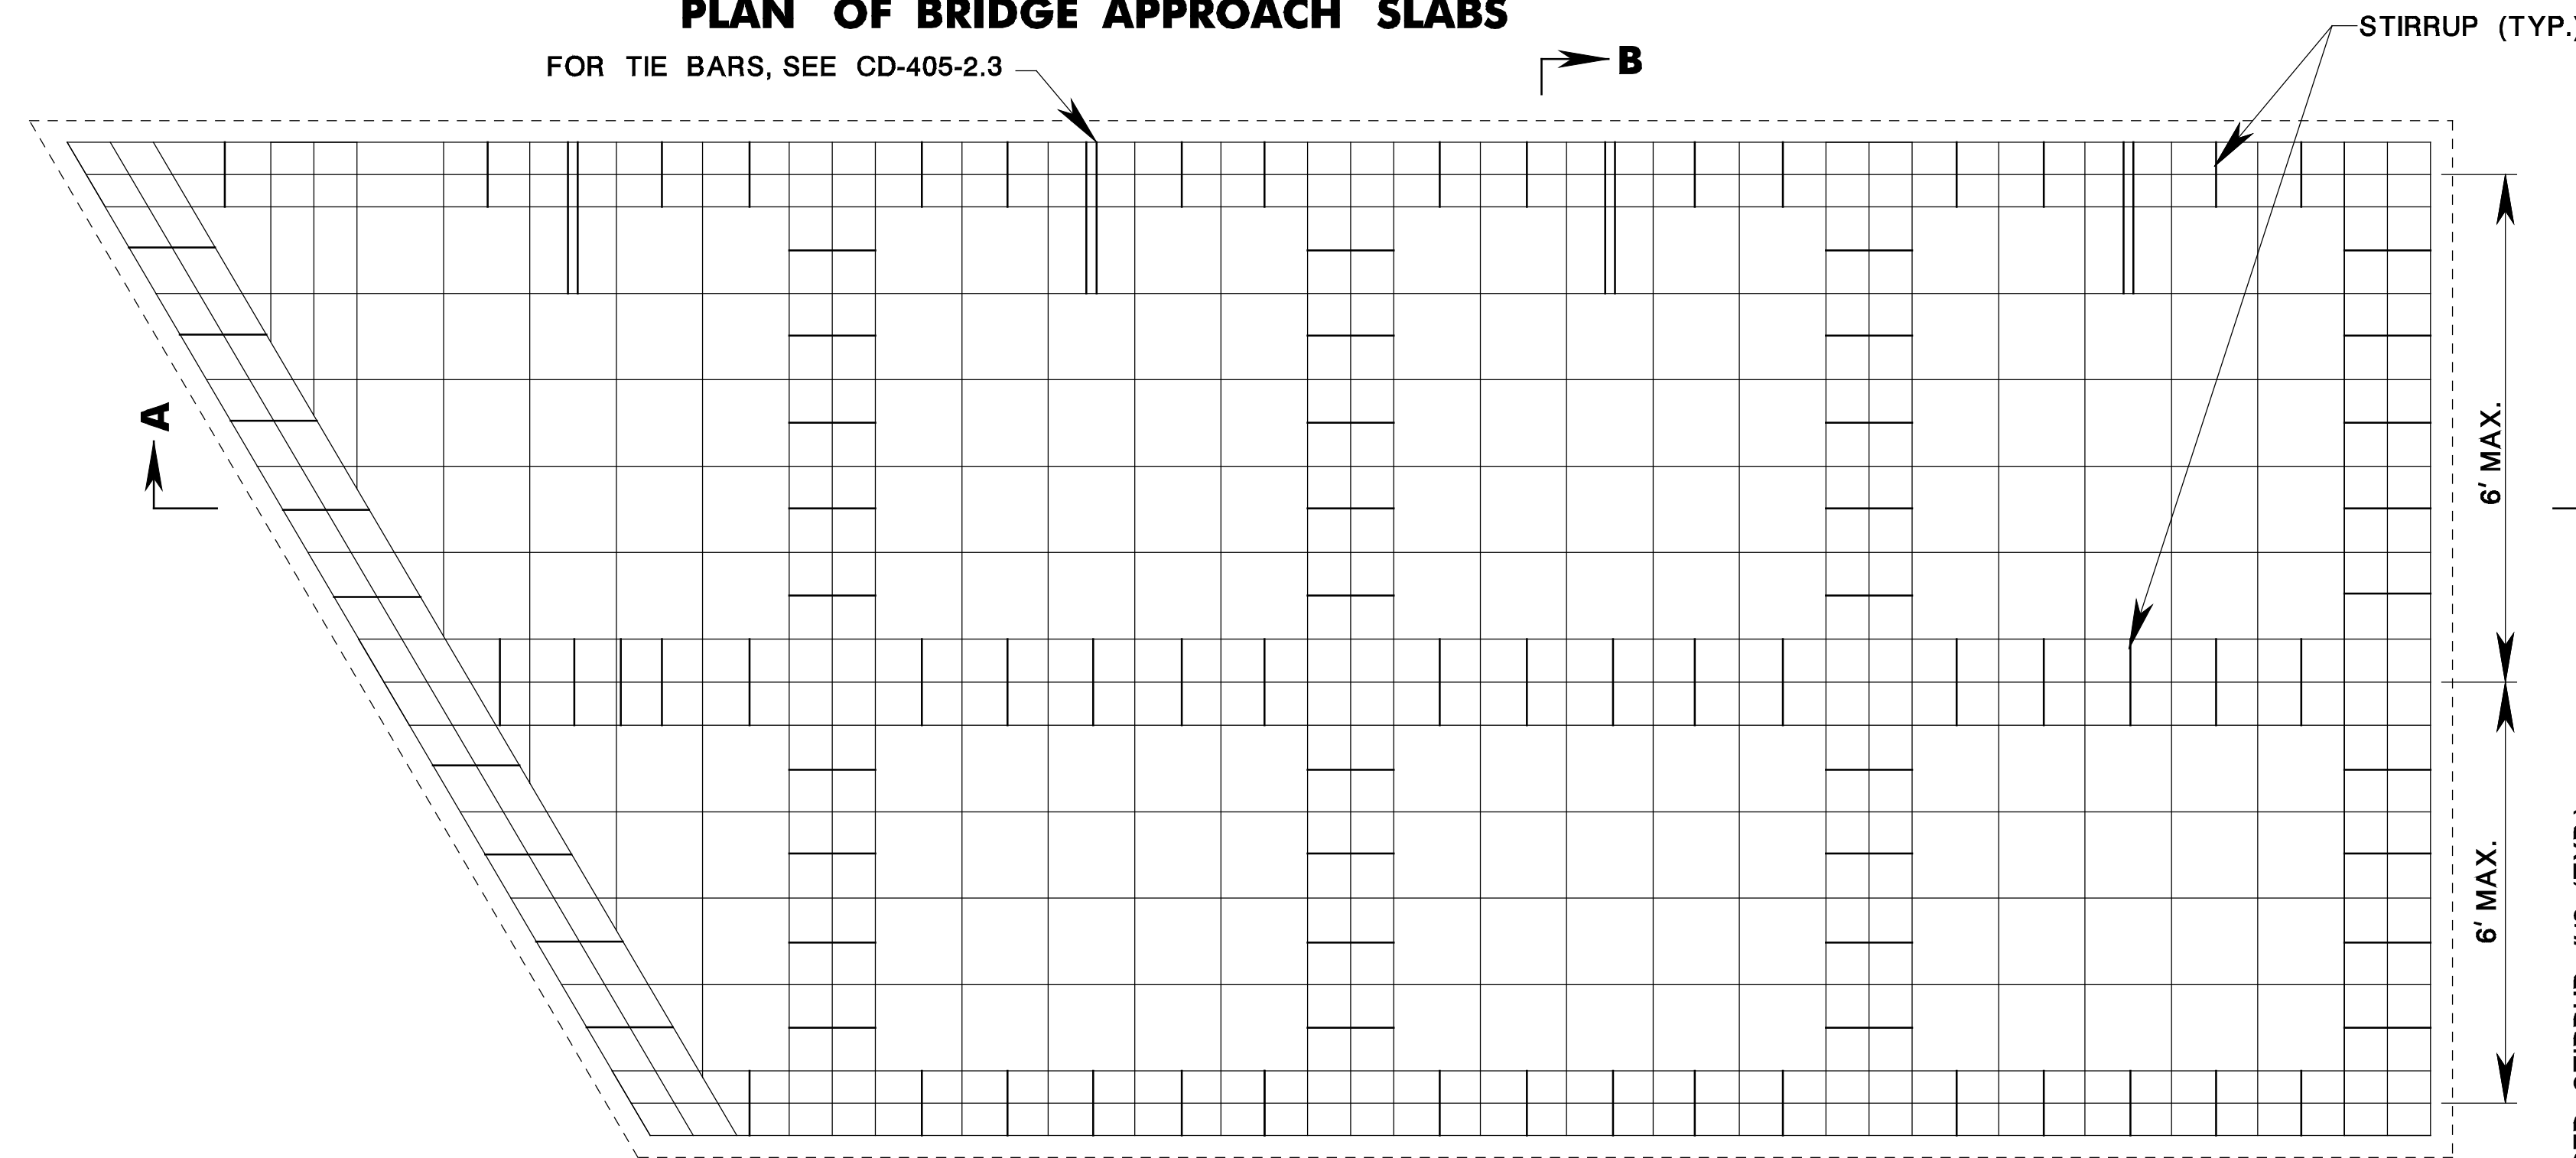 PLAN OF BRIDGE APPROACH SLABS
STIRRUP (TYP.)
FOR TIE BARS, SEE CD-405-2.3
B
A
6' MAX.
6' MAX.